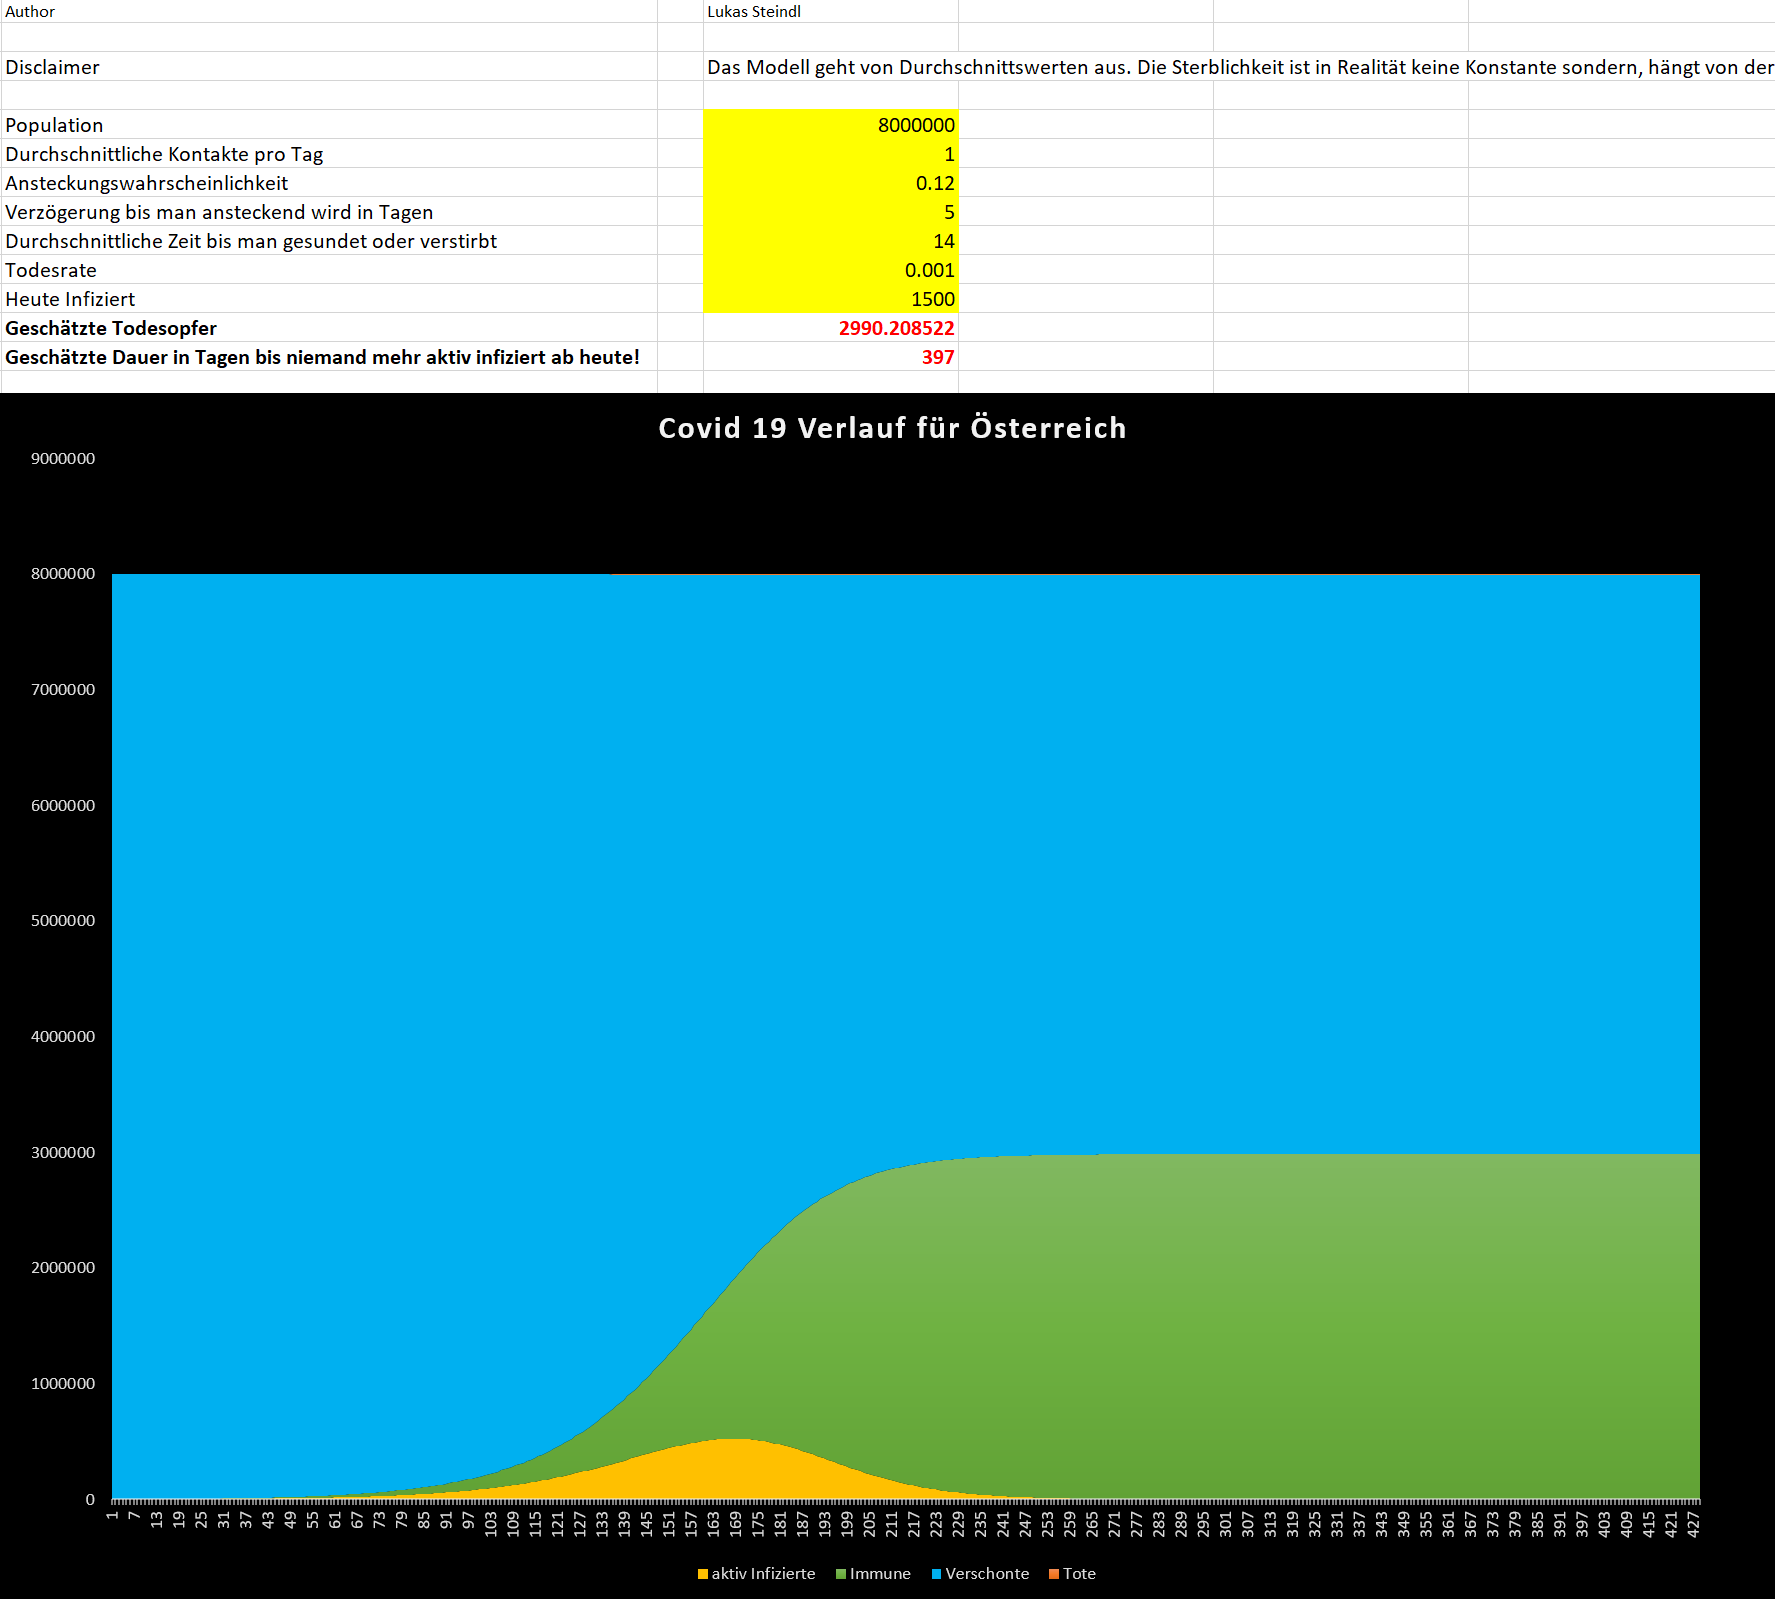 Author Lukas Steindl
Disclaimer Das Modell geht von Durchschnittswerten aus. Die Sterblichkeit ist in Realität keine Konstante sondern, hängt von der
Population 8000000
Durchschnittliche Kontakte pro Tag 1
Ansteckungswahrscheinlichkeit 0.12
Verzögerung bis man ansteckend wird in Tagen 5
Durchschnittliche Zeit bis man gesundet oder verstirbt 14
Todesrate 0.001
Heute Infiziert 1500
Geschätzte Todesopfer 2990.208522
Geschätzte Dauer in Tagen bis niemand mehr aktiv infiziert ab heute! 397
Covid 19 Verlauf für Österreich
9000000
8000000
7000000
6000000
5000000
4000000
3000000
2000000
1000000
0
1 7 13 19 25 31 37 43 49 55 61 67 73 79 85 91 97 103 109 115 121 127 133 139 145 151 157 163 169 175 181 187 193 199 205 211 217 223 229 235 241 247 253 259 265 271 277 283 289 295 301 307 313 319 325 331 337 343 349 355 361 367 373 379 385 391 397 403 409 415 421 427
aktiv Infizierte Immune Verschonte Tote